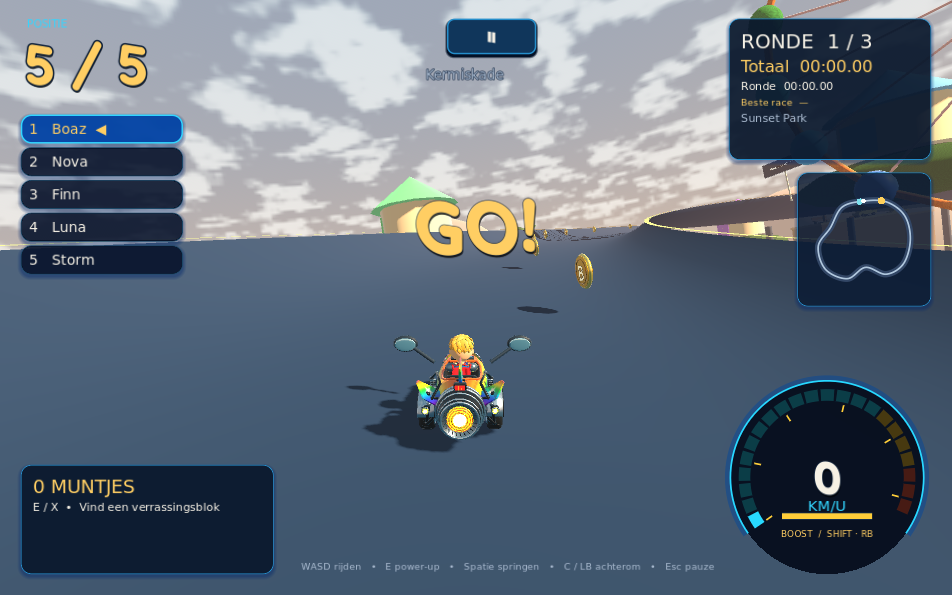 5 / 5
1 Boaz ◀
2 Nova
3 Finn
4 Luna
5 Storm
Kermiskade
RONDE 1 / 3
Totaal 00:00.00
Ronde 00:00.00
Beste race —
Sunset Park
GO!
0 MUNTJES
E / X • Vind een verrassingsblok
0
KM/U
BOOST / SHIFT · RB
WASD rijden • E power-up • Spatie springen • C / LB achterom • Esc pauze